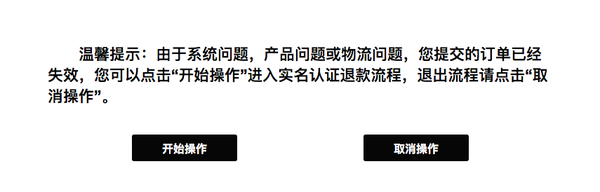 温馨提示：由于系统问题，产品问题或物流问题，您提交的订单已经
失效，您可以点击“开始操作”进入实名认证退款流程，退出流程请点击“取
消操作”。
开始操作 取消操作